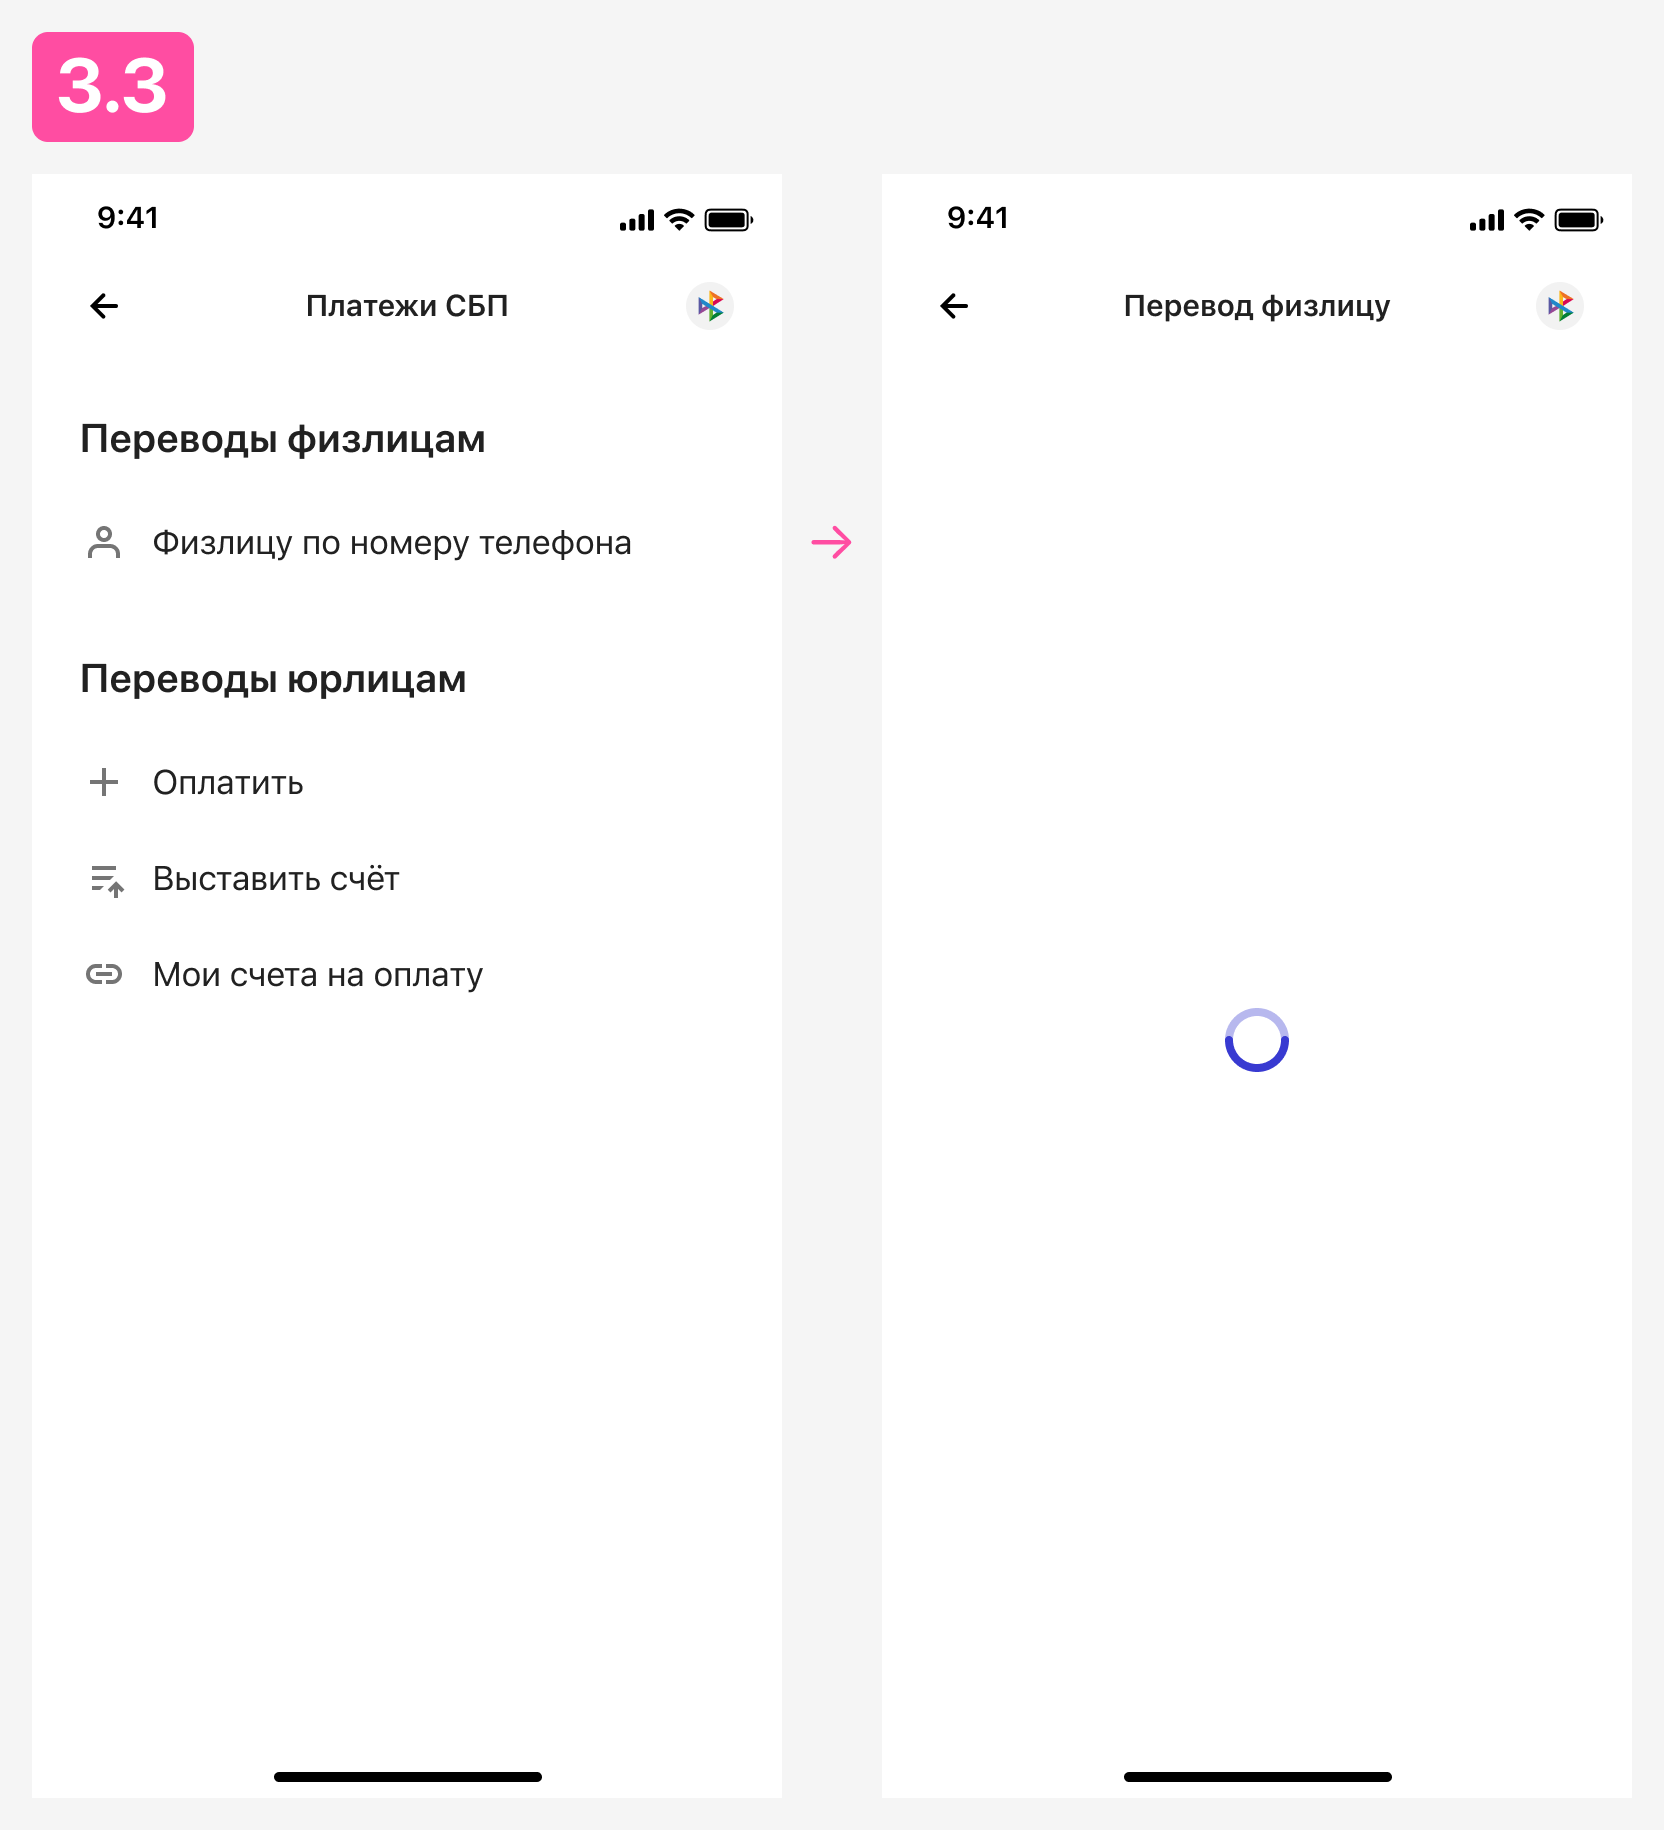 3.3
9:41
Платежи СБП
Переводы физлицам
Физлицу по номеру телефона
Переводы юрлицам
Оплатить
Выставить счёт
Мои счета на оплату
9:41
Перевод физлицу